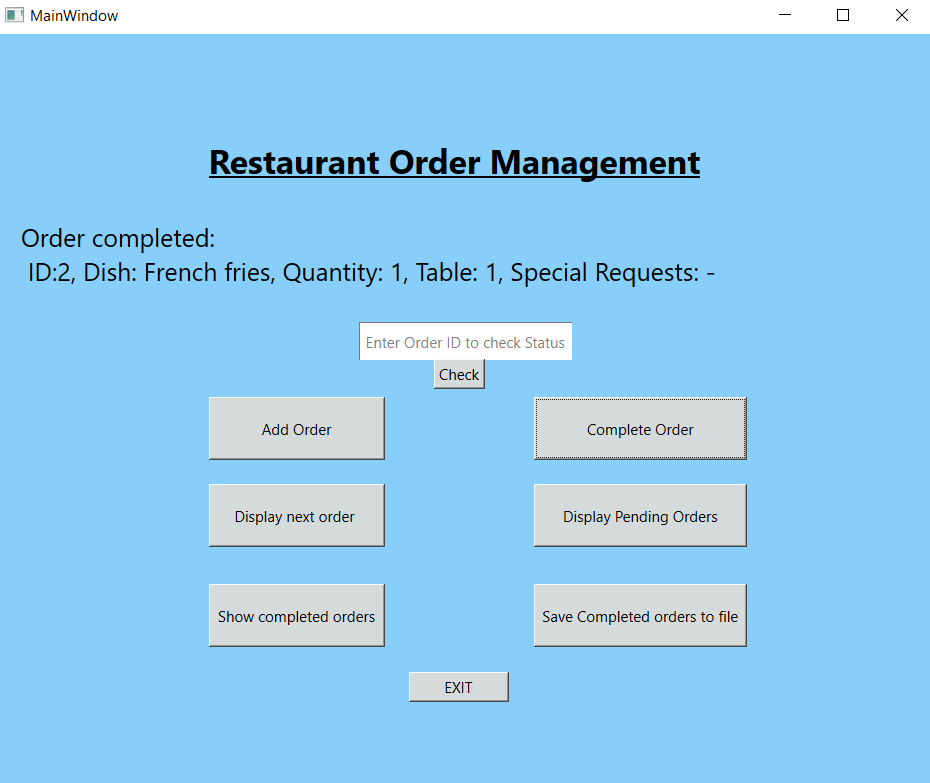 MainWindow
Restaurant Order Management
Order completed:
ID:2, Dish: French fries, Quantity: 1, Table: 1, Special Requests: -
Enter Order ID to check Status
Check
Add Order
Complete Order
Display next order
Display Pending Orders
Show completed orders
Save Completed orders to file
EXIT